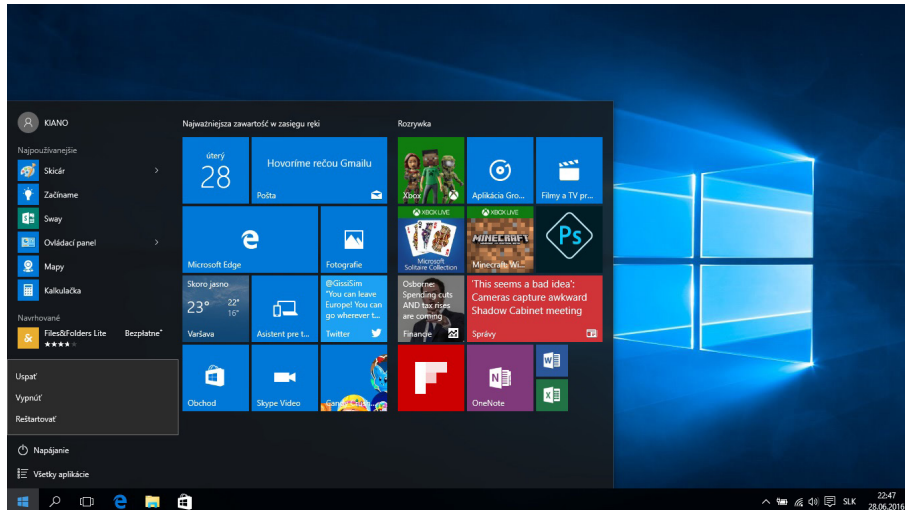 KIANO
Najpoužívanejšie
Skicár
Začíname
Sway
Ovládací panel
Mapy
Kalkulačka
Navrhované
Files&Folders Lite Bezplatne*
Uspať
Vypnúť
Reštartovať
Napájanie
Všetky aplikácie
Najważniejsza zawartość w zasięgu ręki
úterý
28
Hovoríme rečou Gmailu
Pošta
Microsoft Edge
Fotografie
Skoro jasno
23° 22°
16°
Varšava
Asistent pre t...
@GissiSim
"You can leave
Europe! You can
go wherever t...
Twitter
Obchod
Skype Video
Rozrywka
Xbox
Aplikácia Gro...
Filmy a TV pr...
XBOX LIVE
Microsoft
Solitaire Collection
XBOX LIVE
MINECRAFT
Minecraft: Wi...
Ps
Osborne:
Spending cuts
AND tax rises
are coming
Financie
'This seems a bad idea':
Cameras capture awkward
Shadow Cabinet meeting
Správy
N
OneNote
W
X
SLK
22:47
28.06.2016